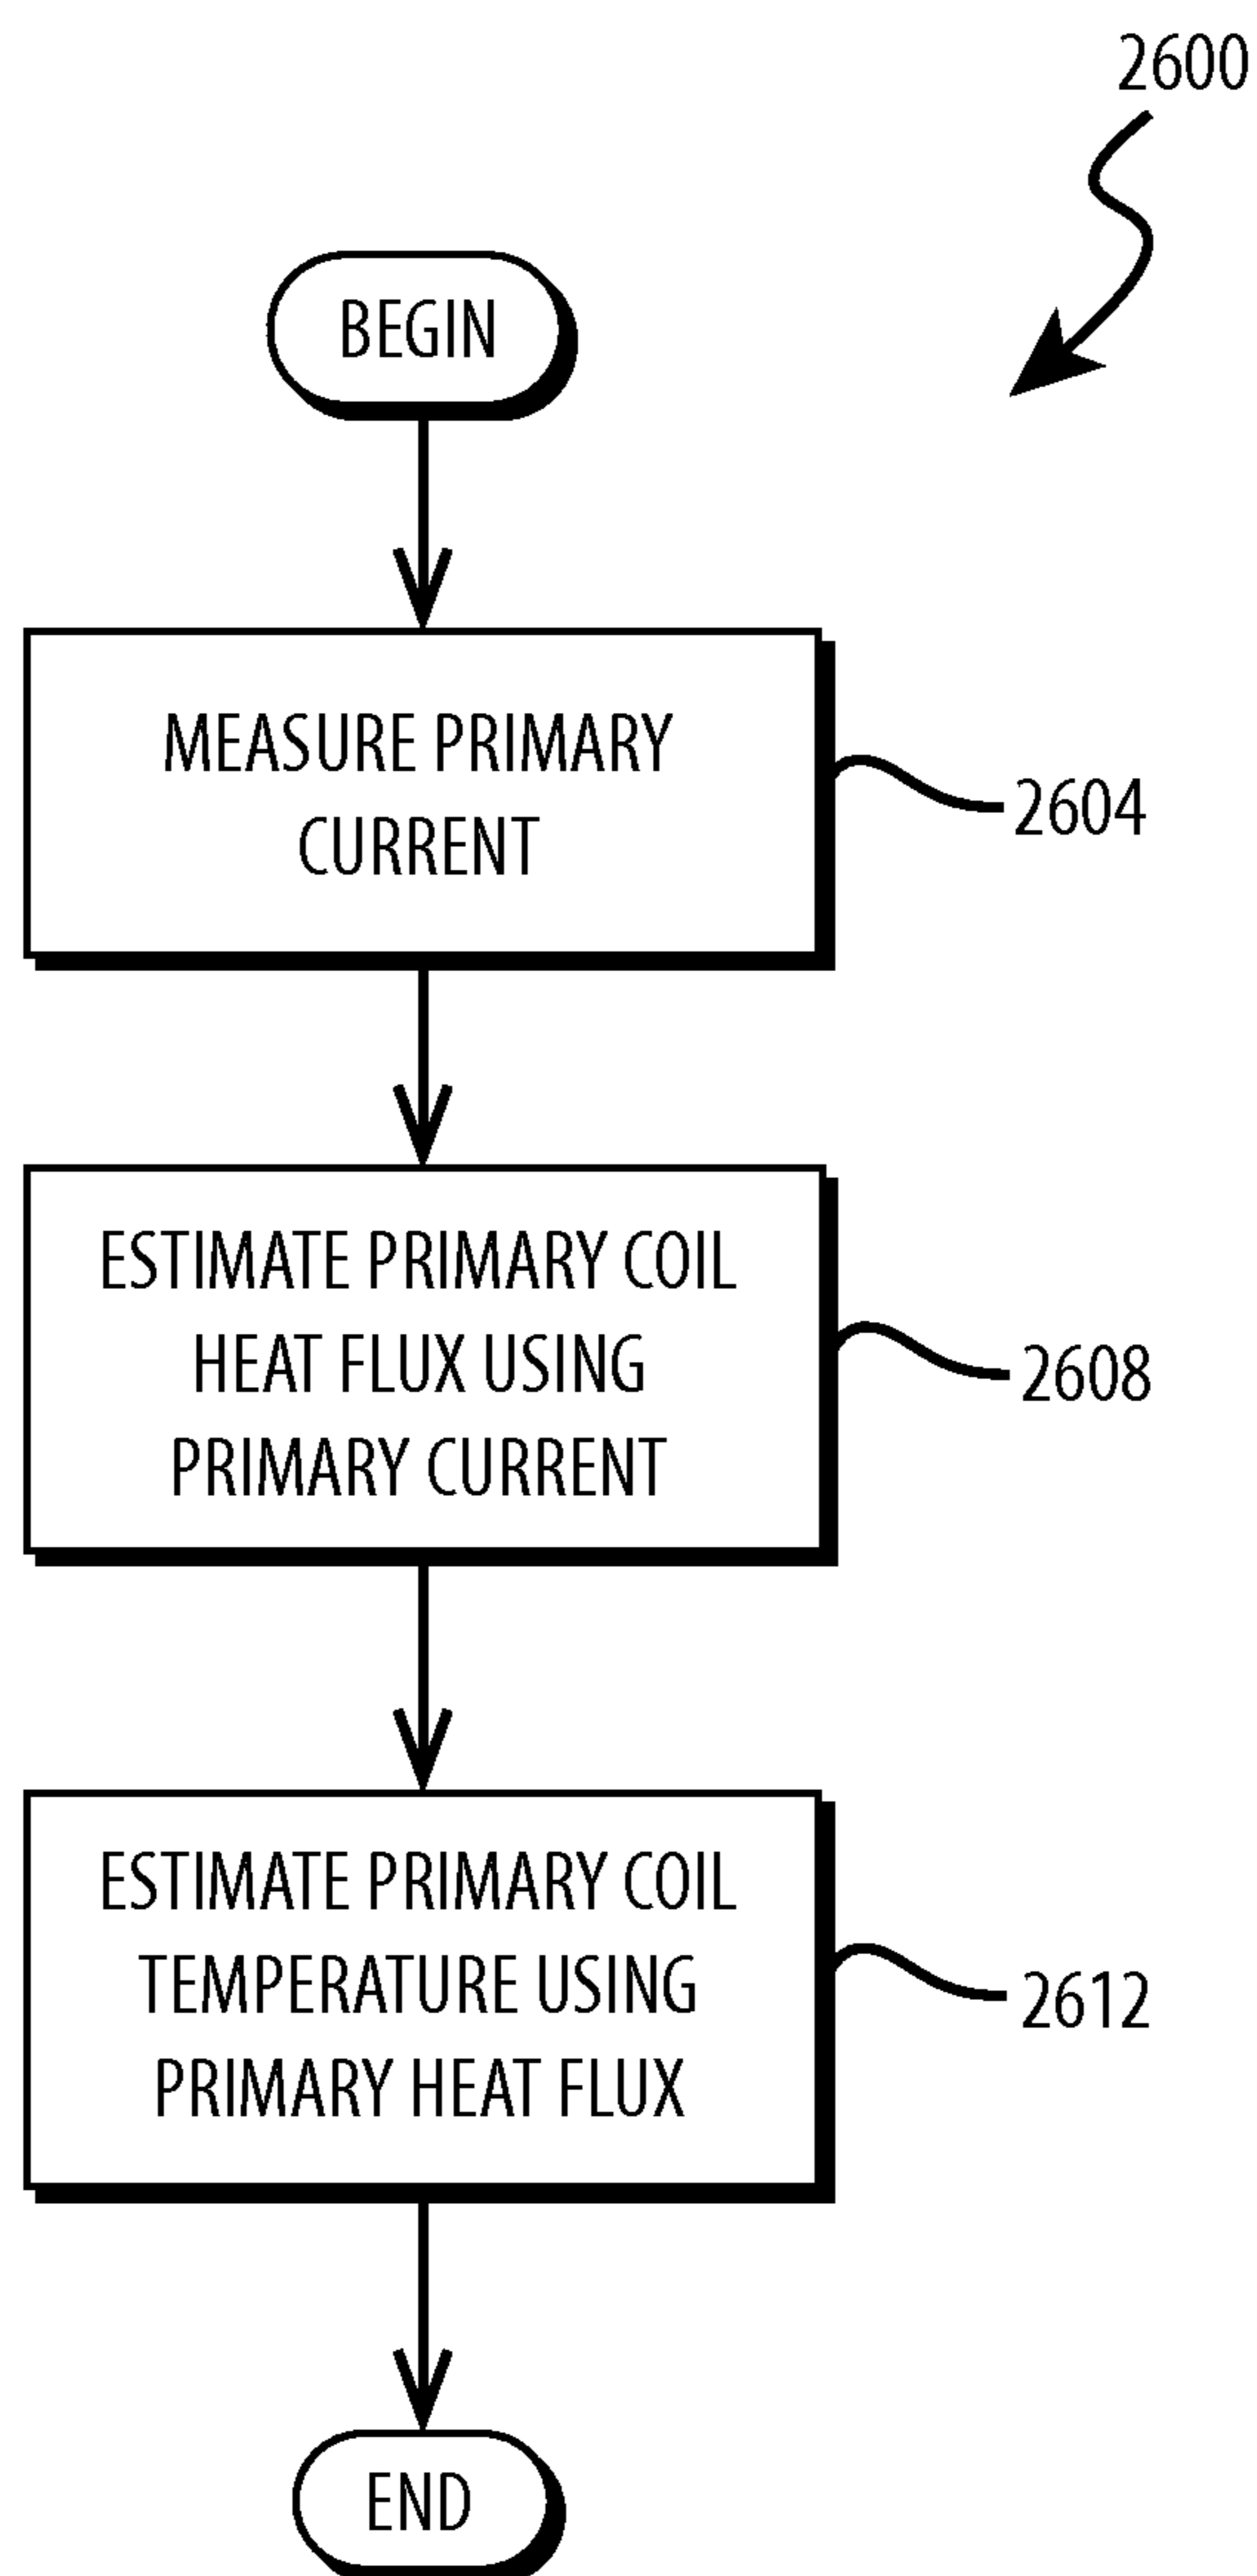 2600
BEGIN
MEASURE PRIMARY
CURRENT
2604
ESTIMATE PRIMARY COIL
HEAT FLUX USING
PRIMARY CURRENT
2608
ESTIMATE PRIMARY COIL
TEMPERATURE USING
PRIMARY HEAT FLUX
2612
END